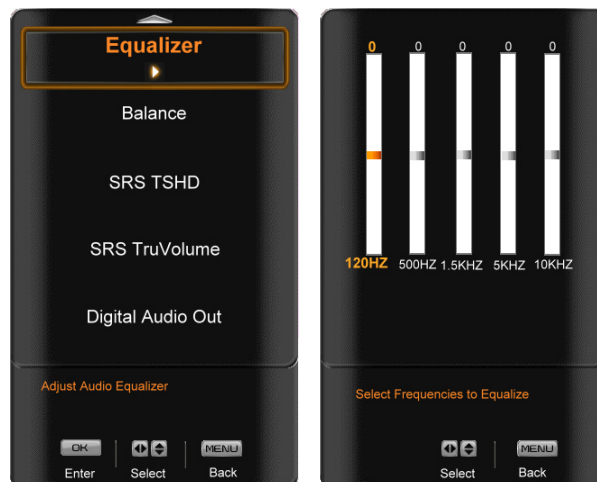 Equalizer
Balance
SRS TSHD
SRS TruVolume
Digital Audio Out
Adjust Audio Equalizer
OK MENU
Enter Select Back
0 0 0 0 0
120HZ 500HZ 1.5KHZ 5KHZ 10KHZ
Select Frequencies to Equalize
MENU
Select Back